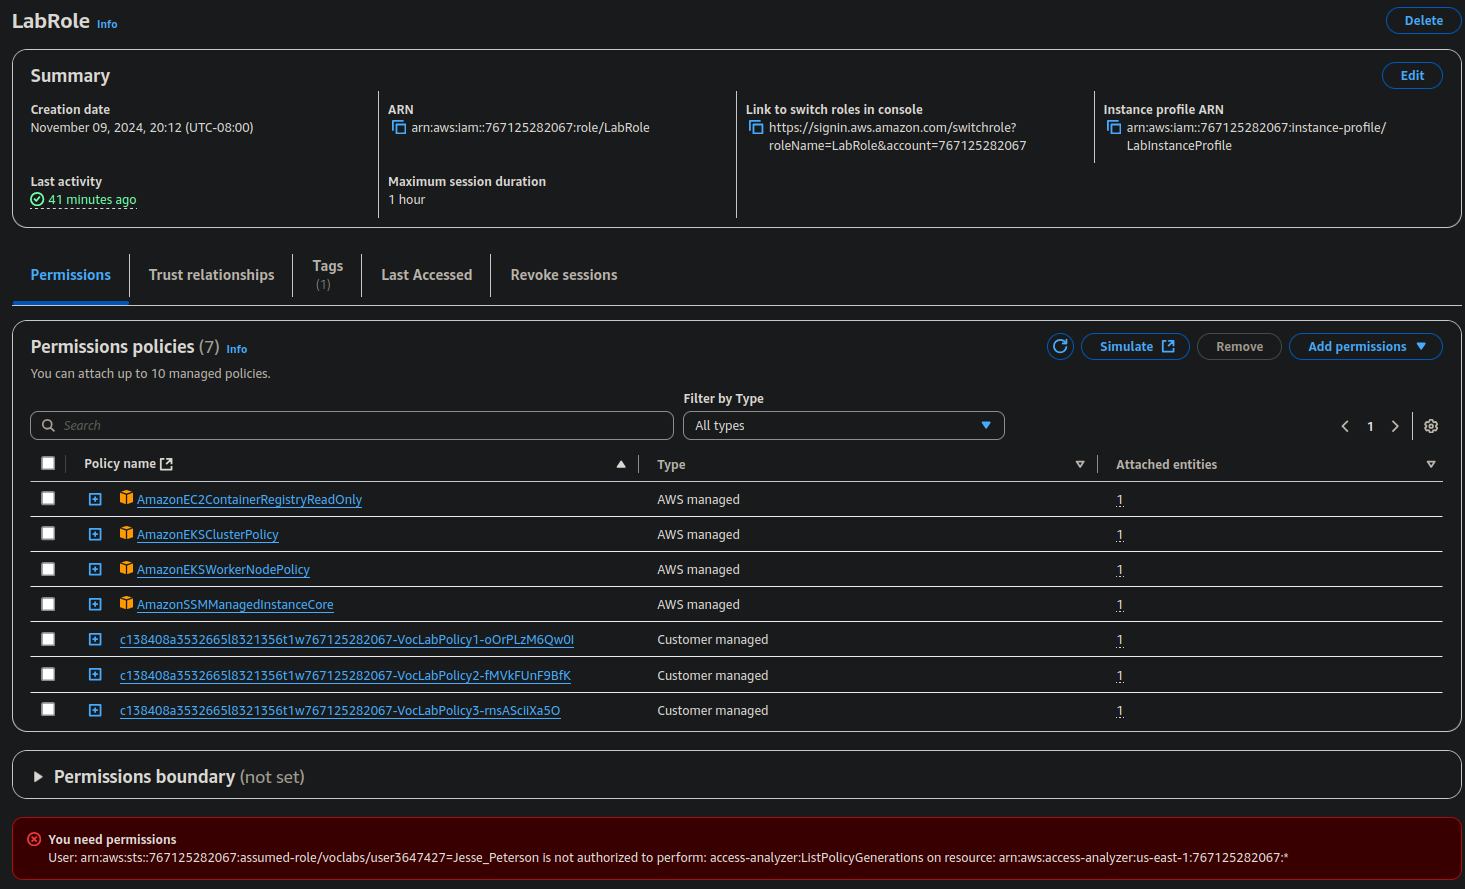 LabRole Info
Delete
Summary
Edit
Creation date
November 09, 2024, 20:12 (UTC-08:00)
ARN
arn:aws:iam::767125282067:role/LabRole
Link to switch roles in console
https://signin.aws.amazon.com/switchrole?
roleName=LabRole&account=767125282067
Instance profile ARN
arn:aws:iam::767125282067:instance-profile/
LabInstanceProfile
Last activity
41 minutes ago
Maximum session duration
1 hour
Permissions
Trust relationships
Tags
(1)
Last Accessed
Revoke sessions
Permissions policies (7) Info
Simulate
Remove
Add permissions
You can attach up to 10 managed policies.
Filter by Type
Search
All types
1
Policy name
Type
Attached entities
AmazonEC2ContainerRegistryReadOnly AWS managed 1
AmazonEKSClusterPolicy AWS managed 1
AmazonEKSWorkerNodePolicy AWS managed 1
AmazonSSMManagedInstanceCore AWS managed 1
c138408a3532665l8321356t1w767125282067-VocLabPolicy1-oOrPLzM6Qw0I Customer managed 1
c138408a3532665l8321356t1w767125282067-VocLabPolicy2-fMVkFUnF9BfK Customer managed 1
c138408a3532665l8321356t1w767125282067-VocLabPolicy3-rnsASciiXa5O Customer managed 1
Permissions boundary (not set)
You need permissions
User: arn:aws:sts::767125282067:assumed-role/voclabs/user3647427=Jesse_Peterson is not authorized to perform: access-analyzer:ListPolicyGenerations on resource: arn:aws:access-analyzer:us-east-1:767125282067:*